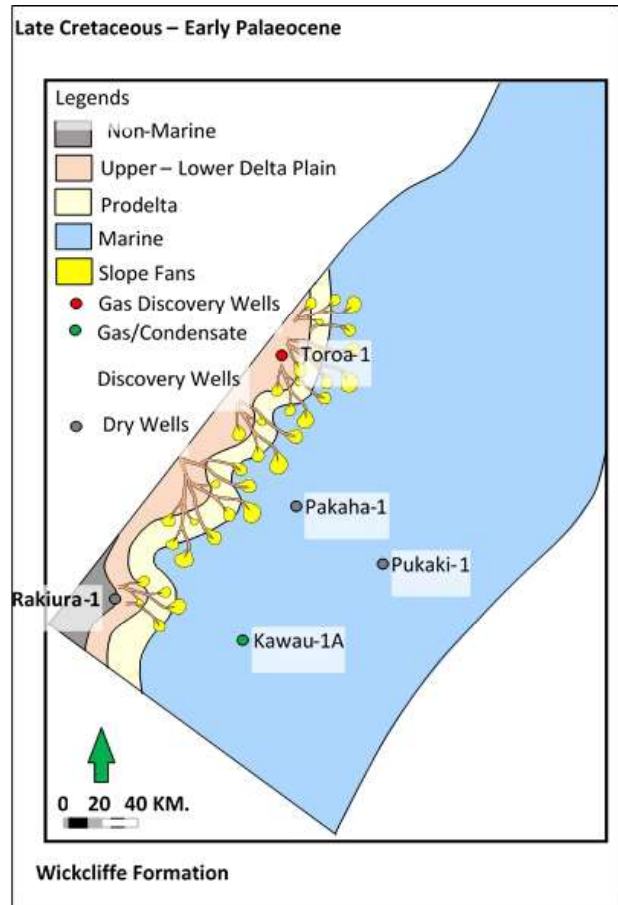 Late Cretaceous – Early Palaeocene
Legends
Non-Marine
Upper – Lower Delta Plain
Prodelta
Marine
Slope Fans
Gas Discovery Wells
Gas/Condensate
Discovery Wells
Dry Wells
Toroa-1
Pakaha-1
Pukaki-1
Rakiura-1
Kawau-1A
0 20 40 KM.
Wickcliffe Formation